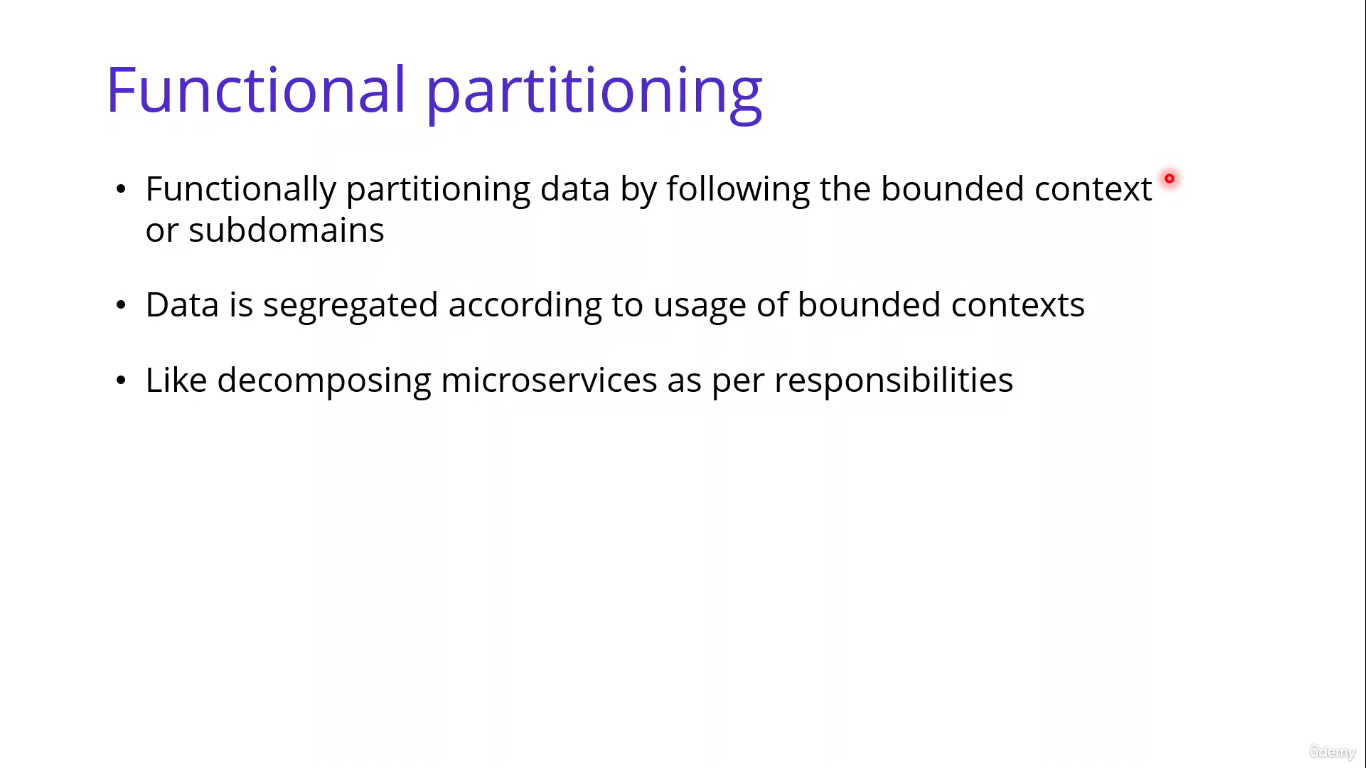 Functional partitioning
• Functionally partitioning data by following the bounded context
or subdomains
• Data is segregated according to usage of bounded contexts
• Like decomposing microservices as per responsibilities
ûdemy